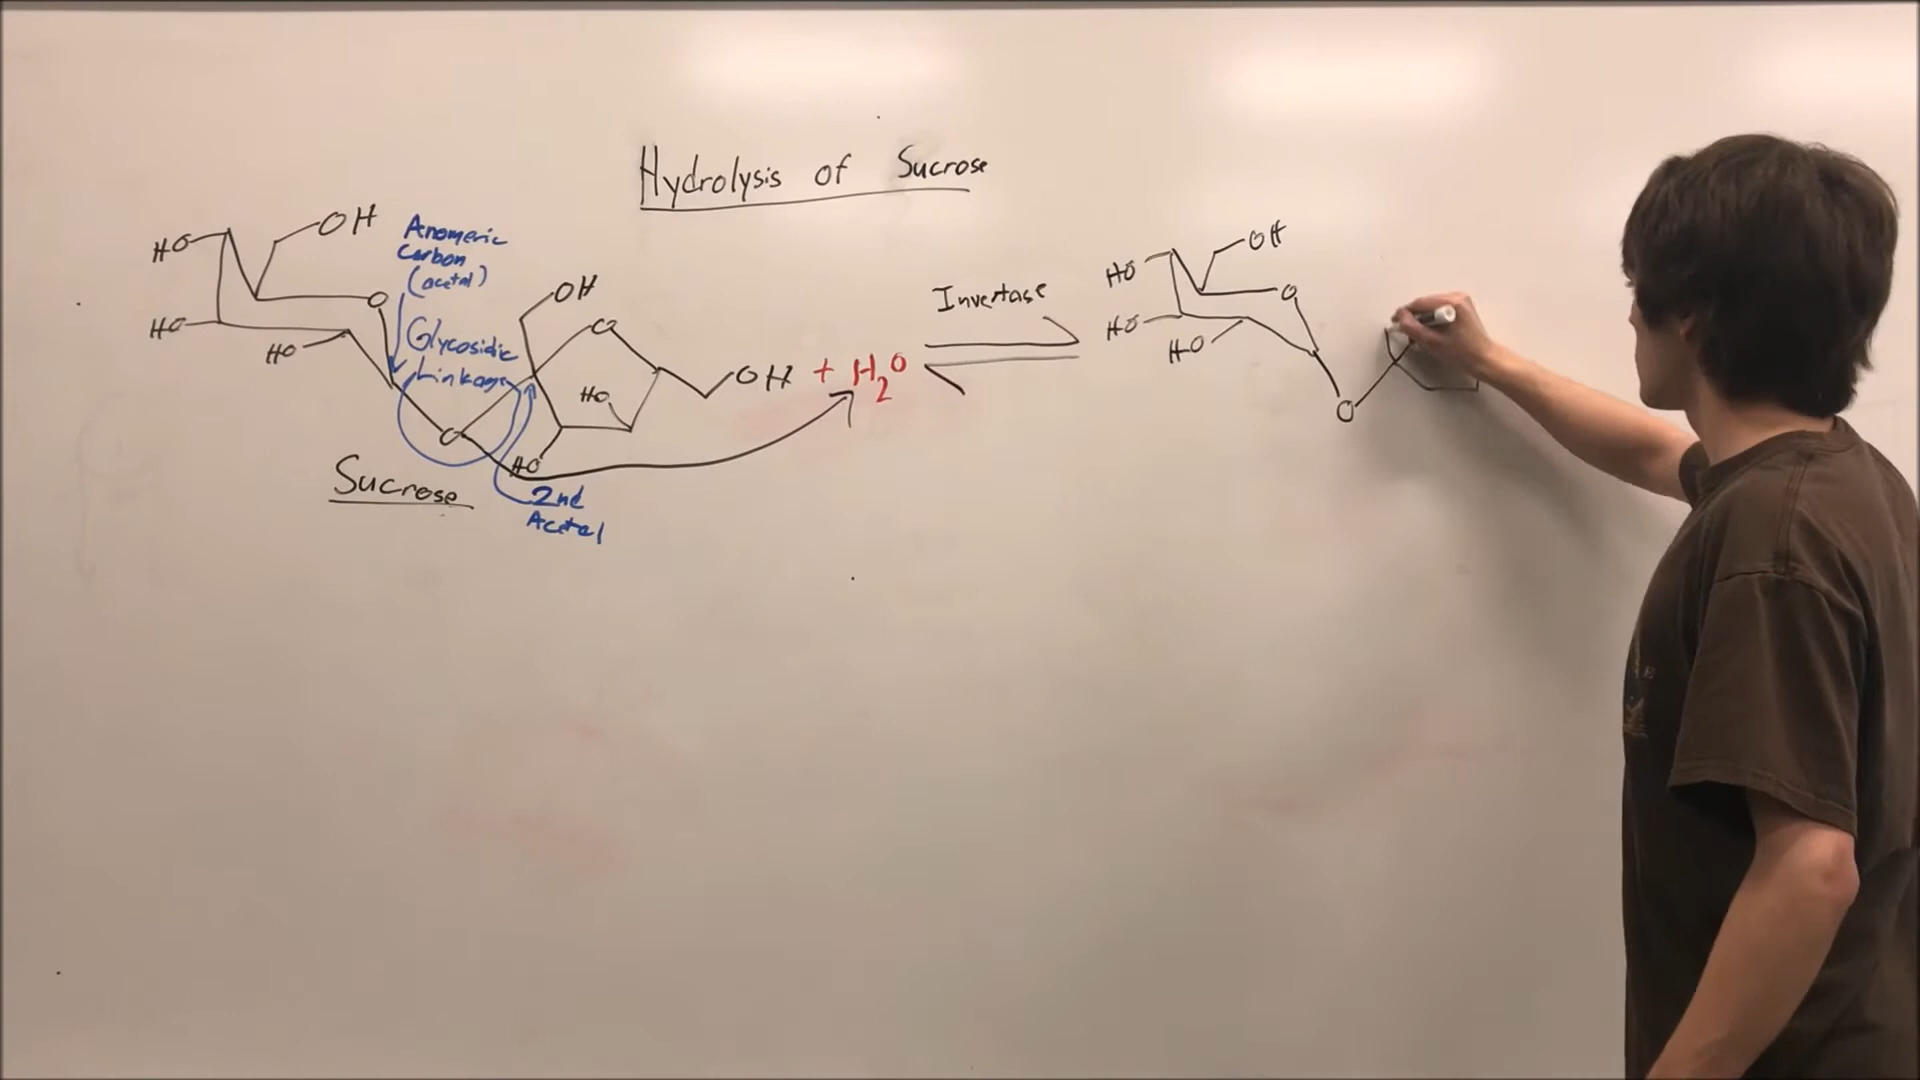 Hydrolysis of Sucrose
HO
OH
HO
HO
O
Anomeric
Carbon
(acetal)
Glycosidic
Linkage
OH
O
HO
OH
O
HO
Sucrose
2nd
Acetal
+ H2O
Invertase
HO
OH
HO
HO
O
O